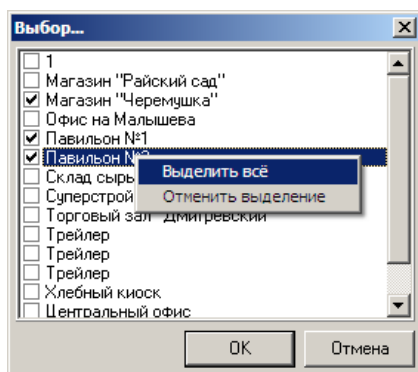 Выбор...
1
Магазин "Райский сад"
Магазин "Черемушка"
Офис на Малышева
Павильон №1
Павильон
Выделить всё
Склад сырь
Суперстрой
Отменить выделение
Торговый зал "Дмитревский"
Трейлер
Трейлер
Трейлер
Хлебный киоск
Центральный офис
OK
Отмена